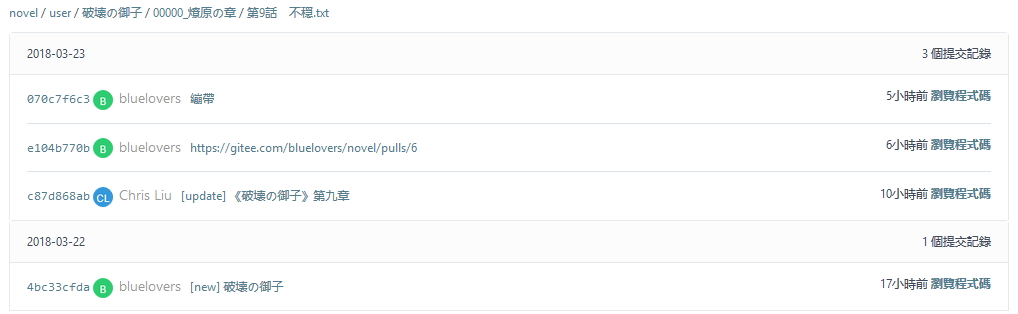 novel / user / 破壊の御子 / 00000_燎原の章 / 第9話　不穏.txt
2018-03-23 3 個提交記錄
070c7f6c3 B bluelovers 繃帶 5小時前 瀏覽程式碼
e104b770b B bluelovers https://gitee.com/bluelovers/novel/pulls/6 6小時前 瀏覽程式碼
c87d868ab CL Chris Liu [update] 《破壊の御子》第九章 10小時前 瀏覽程式碼
2018-03-22 1 個提交記錄
4bc33cfda B bluelovers [new] 破壊の御子 17小時前 瀏覽程式碼